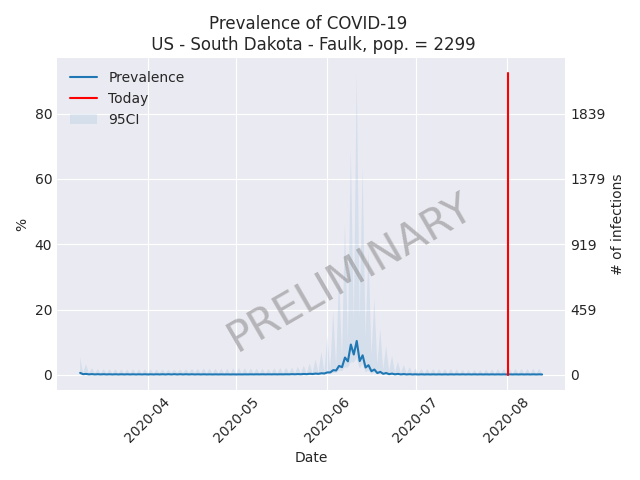 Prevalence of COVID-19
US - South Dakota - Faulk, pop. = 2299
Prevalence
Today
95CI
80
60
40
20
0
%
1839
1379
919
459
0
# of infections
PRELIMINARY
2020-04
2020-05
2020-06
2020-07
2020-08
Date